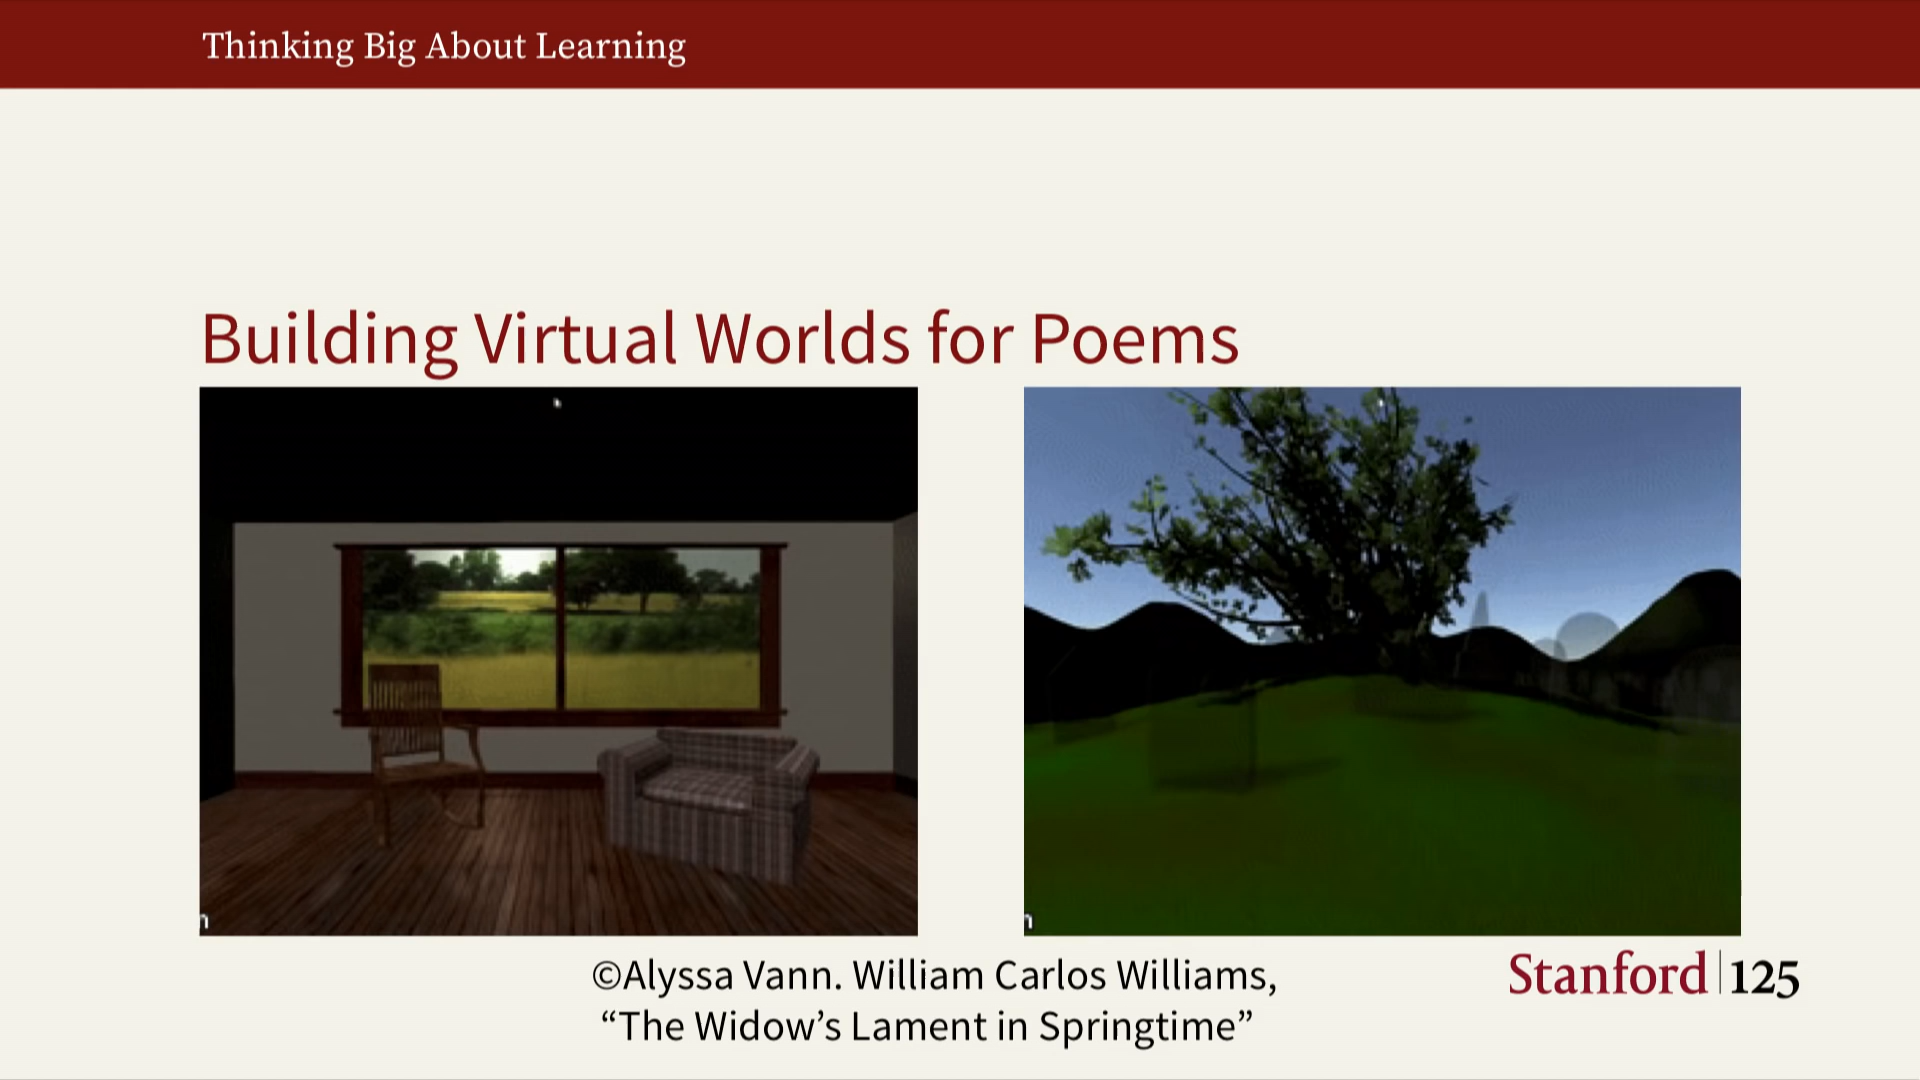 Thinking Big About Learning
Building Virtual Worlds for Poems
©Alyssa Vann. William Carlos Williams,
“The Widow’s Lament in Springtime”
Stanford 125